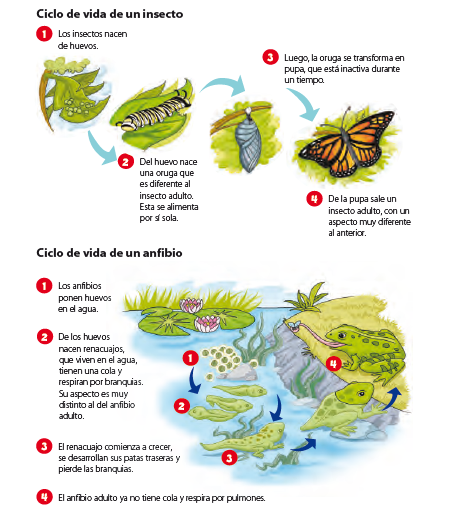 Ciclo de vida de un insecto
1 Los insectos nacen
de huevos.
3 Luego, la oruga se transforma en
pupa, que está inactiva durante
un tiempo.
2 Del huevo nace
una oruga que
es diferente al
insecto adulto.
Esta se alimenta
por sí sola.
4 De la pupa sale un
insecto adulto, con un
aspecto muy diferente
al anterior.
Ciclo de vida de un anfibio
1 Los anfibios
ponen huevos
en el agua.
2 De los huevos
nacen renacuajos,
que viven en el agua,
tienen una cola y
respiran por branquias.
Su aspecto es muy
distinto al del anfibio
adulto.
3 El renacuajo comienza a crecer,
se desarrollan sus patas traseras y
pierde las branquias.
4 El anfibio adulto ya no tiene cola y respira por pulmones.
1
2
3
4